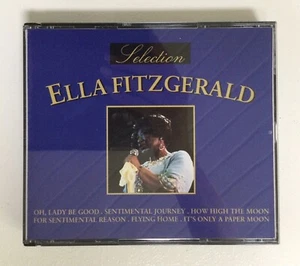 Selection
ELLA FITZGERALD
OH, LADY BE GOOD . SENTIMENTAL JOURNEY . HOW HIGH THE MOON
FOR SENTIMENTAL REASON . FLYING HOME . IT'S ONLY A PAPER MOON